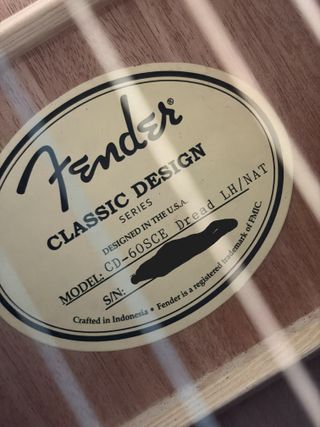 Fender®
CLASSIC DESIGN
SERIES
DESIGNED IN THE U.S.A.
MODEL: CD-60SCE Dread LH/NAT
S/N:
Crafted in Indonesia • Fender is a registered trademark of FMIC